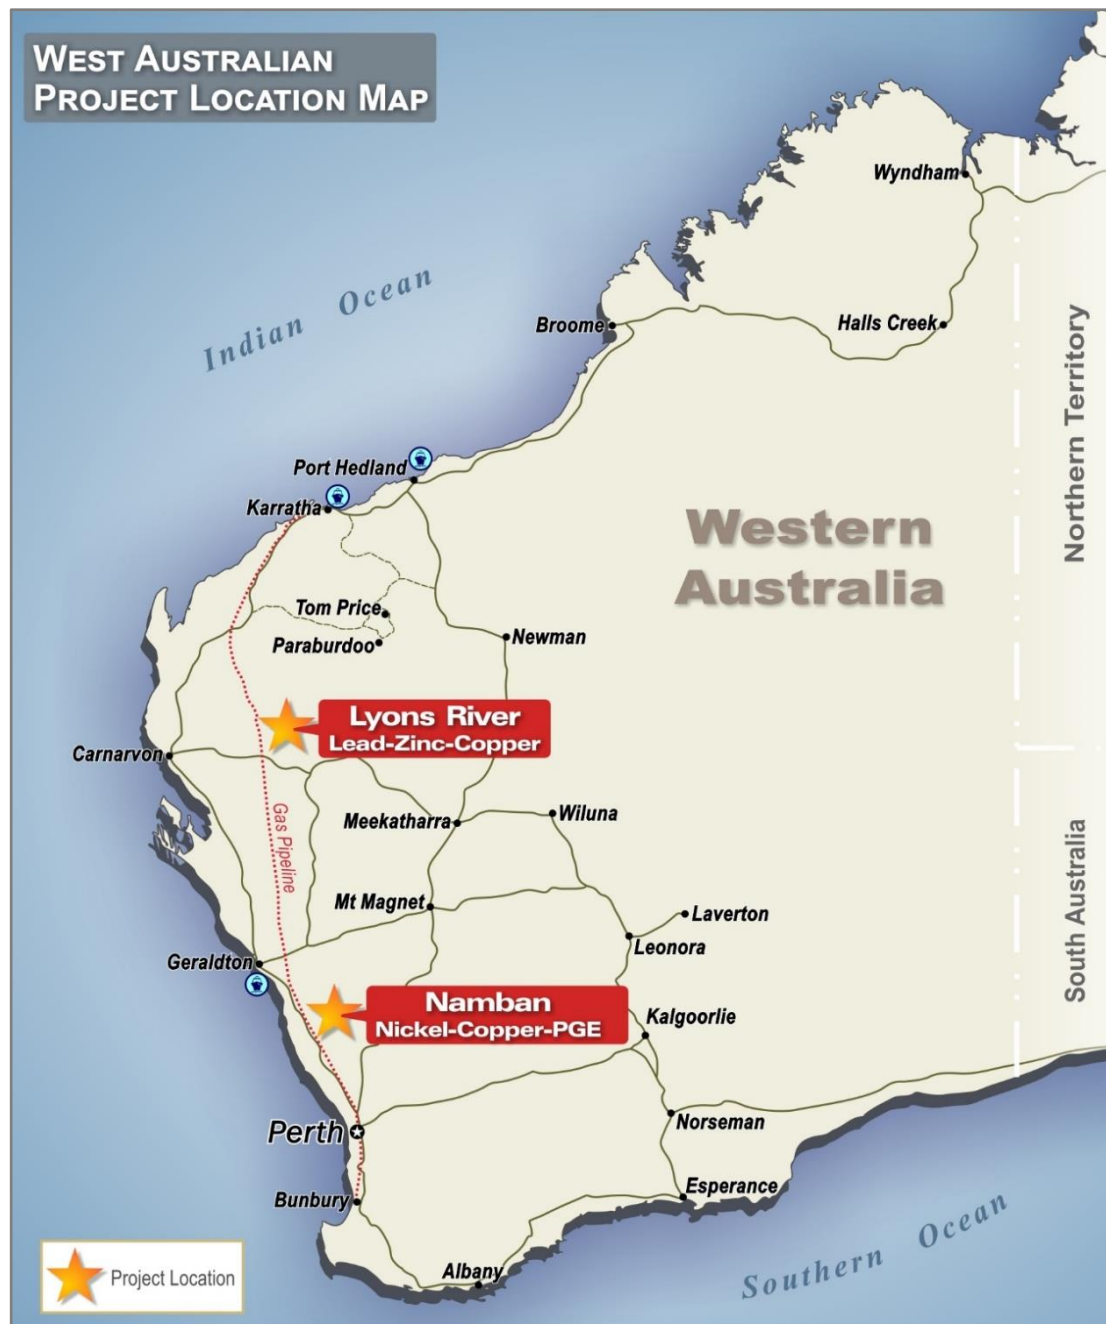 WEST AUSTRALIAN
PROJECT LOCATION MAP
Wyndham
Indian Ocean
Broome
Halls Creek
Northern Territory
Port Hedland
Karratha
Western
Australia
Tom Price
Paraburdoo
Newman
Lyons River
Lead-Zinc-Copper
Carnarvon
Gas Pipeline
Meekatharra
Wiluna
South Australia
Mt Magnet
Laverton
Leonora
Geraldton
Namban
Nickel-Copper-PGE
Kalgoorlie
Perth
Norseman
Bunbury
Esperance
Southern Ocean
Albany
Project Location